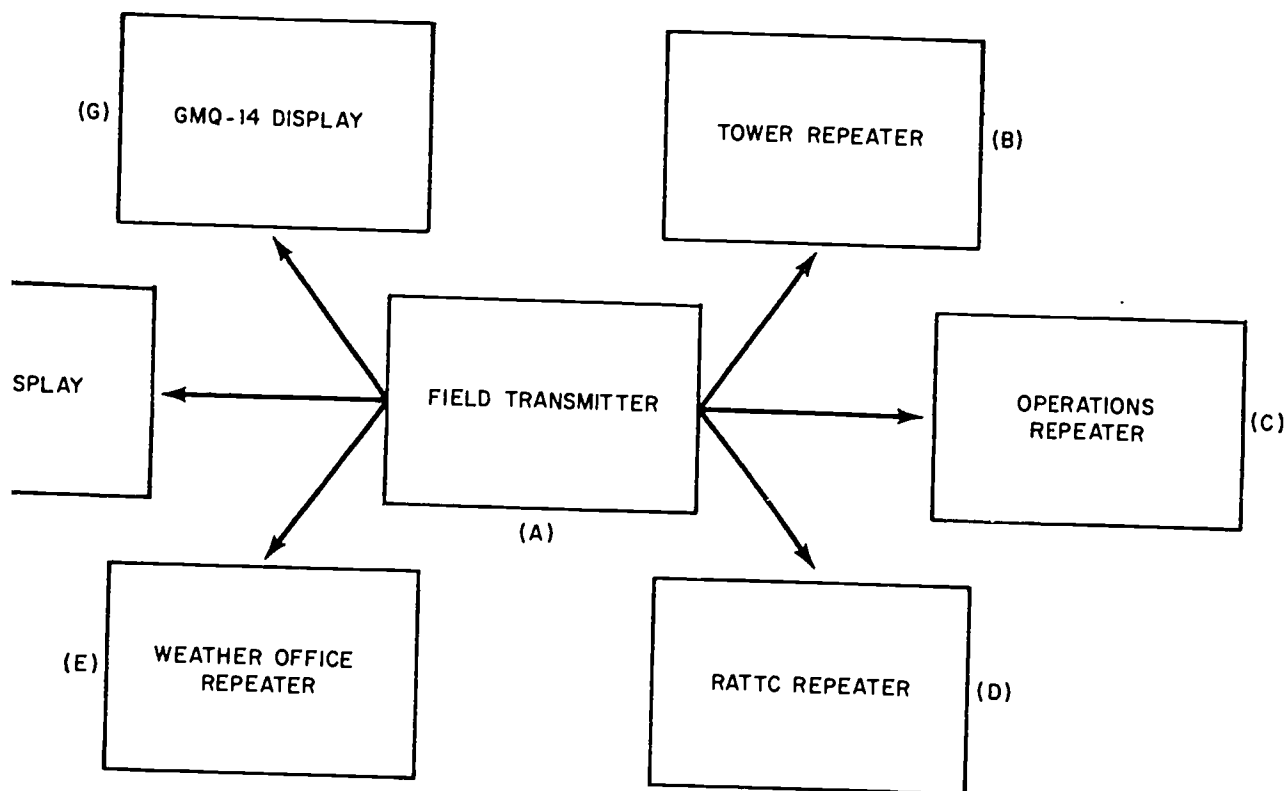 (G)
GMQ-14 DISPLAY
TOWER REPEATER
(B)
SPLAY
FIELD TRANSMITTER
(A)
OPERATIONS
REPEATER
(C)
(E)
WEATHER OFFICE
REPEATER
RATTC REPEATER
(D)